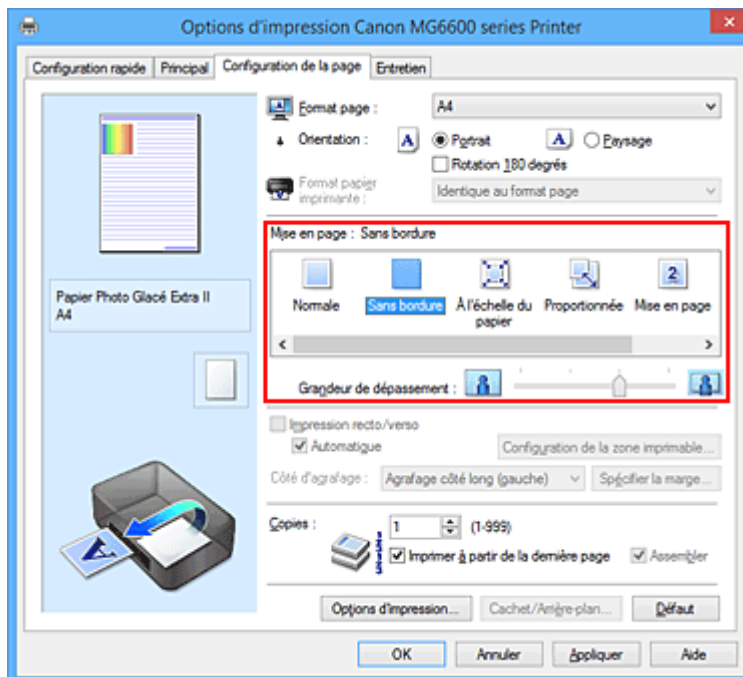 Options d'impression Canon MG6600 series Printer
Configuration rapide Principal Configuration de la page Entretien
Format page : A4
Orientation : A Portrait A Paysage
Rotation 180 degrés
Format papier imprimante : Identique au format page
Mise en page : Sans bordure
2
Normale Sans bordure À l'échelle du papier Proportionnée Mise en page
Papier Photo Glacé Extra II
A4
Grandeur de dépassement :
Impression recto/verso
Automatique Configuration de la zone imprimable...
Côté d'agrafage : Agrafage côté long (gauche) Spécifier la marge...
Copies : 1 (1-999)
Imprimer à partir de la dernière page Assembler
A
Options d'impression... Cachet/Arrière-plan... Défaut
OK Annuler Appliquer Aide